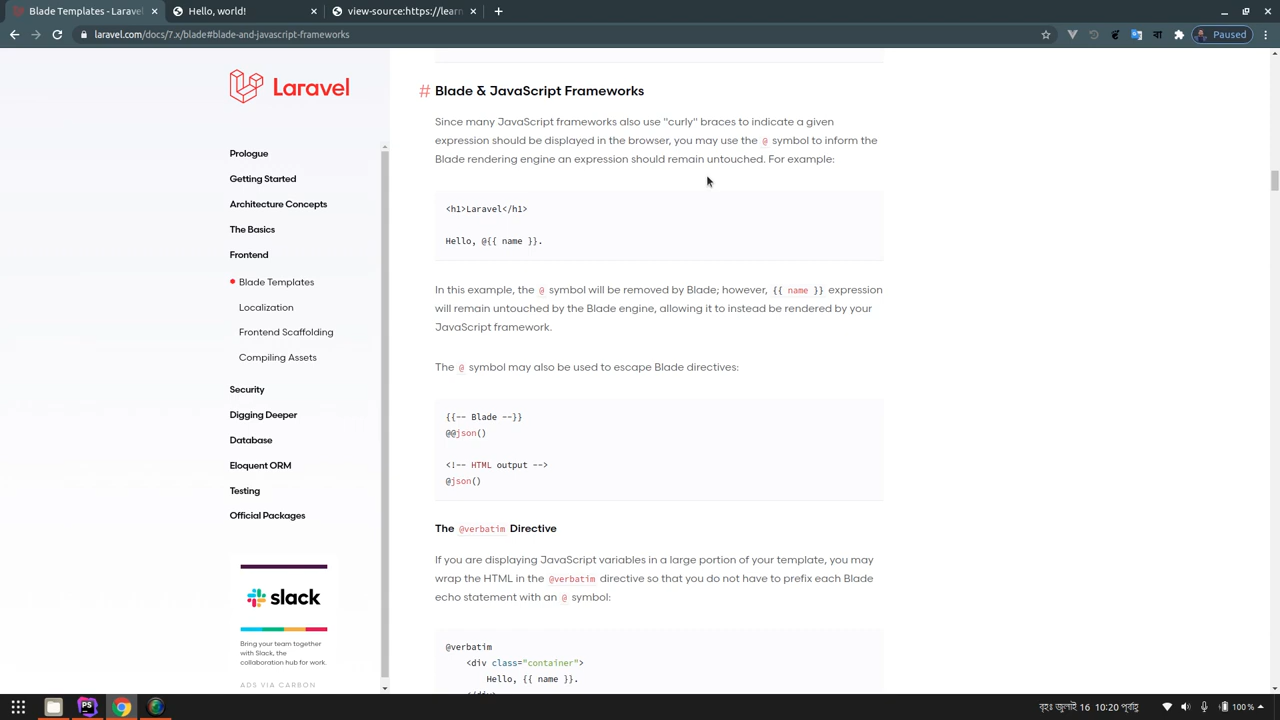 Blade Templates - Laravel
Hello,
view-source:https://learn
laravel.com/docs/7.x/blade#blade-and-javascript-frameworks
Paused
Laravel
Prologue
Getting Started
Architecture Concepts
The Basics
Frontend
Blade Templates
Localization
Frontend Scaffolding
Compiling Assets
Security
Digging Deeper
Database
Eloquent ORM
Testing
Official Packages
slack
Bring your team together
with Slack, the
collaboration hub for work.
ADS VIA CARBON
# Blade & JavaScript Frameworks
Since many JavaScript frameworks also use "curly" braces to indicate a given
expression should be displayed in the browser, you may use the @ symbol to inform the
Blade rendering engine an expression should remain untouched. For example:
<h1>Laravel</h1>
Hello, @{{ name }}.
In this example, the @ symbol will be removed by Blade; however, {{ name }} expression
will remain untouched by the Blade engine, allowing it to instead be rendered by your
JavaScript framework.
The @ symbol may also be used to escape Blade directives:
{{-- Blade --}}
@@json()
<!-- HTML output -->
@json()
The @verbatim Directive
If you are displaying JavaScript variables in a large portion of your template, you may
wrap the HTML in the @verbatim directive so that you do not have to prefix each Blade
echo statement with an @ symbol:
@verbatim
<div class="container">
Hello, {{ name }}.
</div>
PS
100 %
বৃহঃ জুলাই 16 10:20 পূর্বাহ্ণ